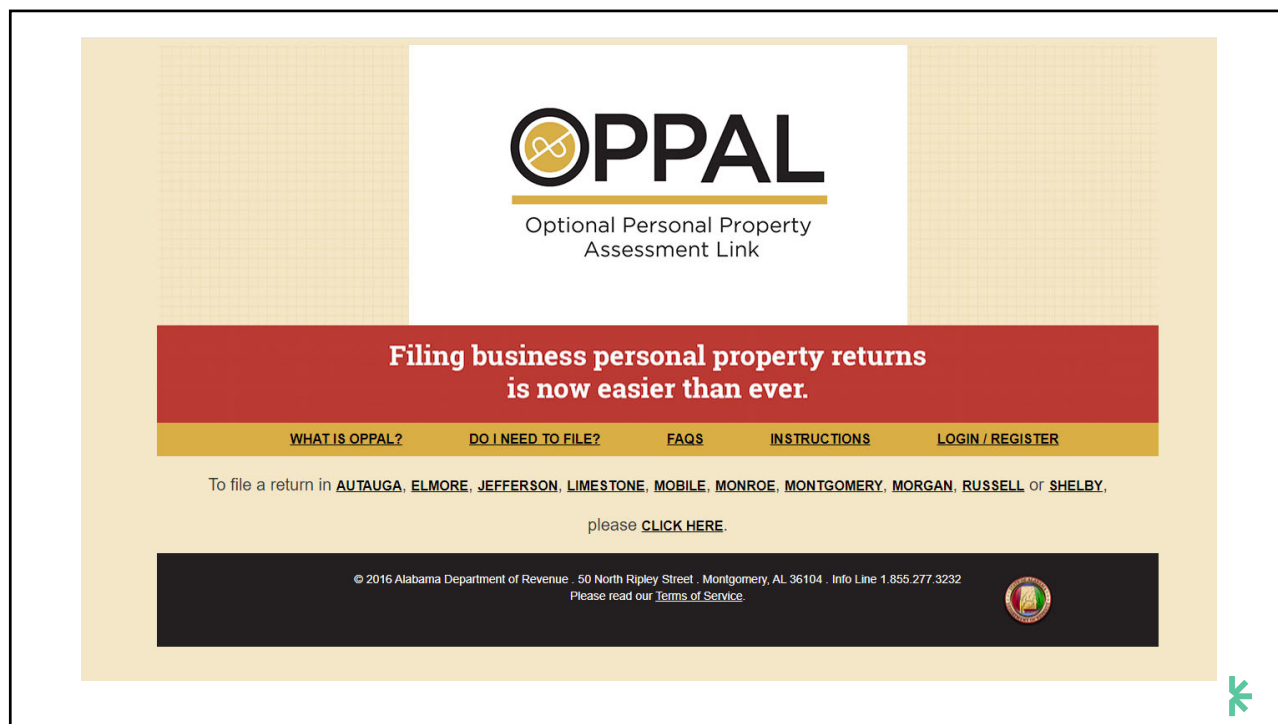 OPPAL
Optional Personal Property
Assessment Link
Filing business personal property returns
is now easier than ever.
WHAT IS OPPAL? DO I NEED TO FILE? FAQS INSTRUCTIONS LOGIN / REGISTER
To file a return in AUTAUGA, ELMORE, JEFFERSON, LIMESTONE, MOBILE, MONROE, MONTGOMERY, MORGAN, RUSSELL or SHELBY,
please CLICK HERE.
© 2016 Alabama Department of Revenue . 50 North Ripley Street . Montgomery, AL 36104 . Info Line 1.855.277.3232
Please read our Terms of Service.